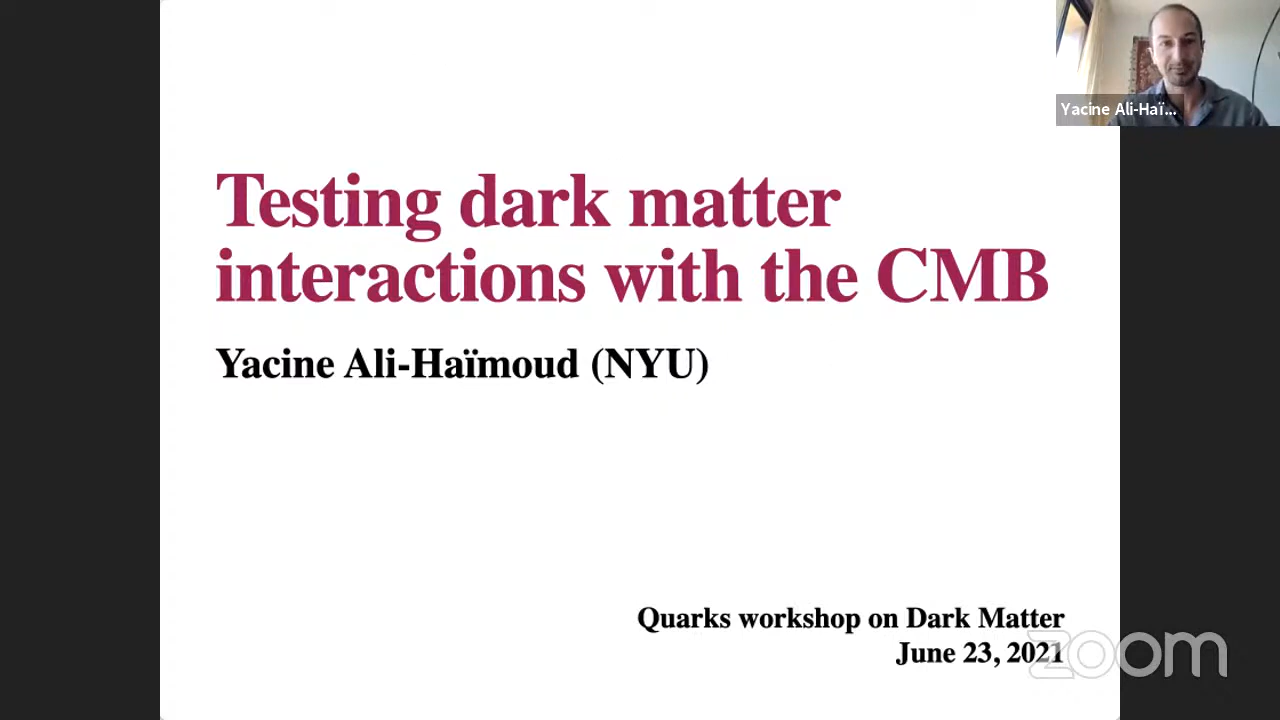 Yacine Ali-Haï...
Testing dark matter
interactions with the CMB
Yacine Ali-Haïmoud (NYU)
Quarks workshop on Dark Matter
June 23, 2021
zoom